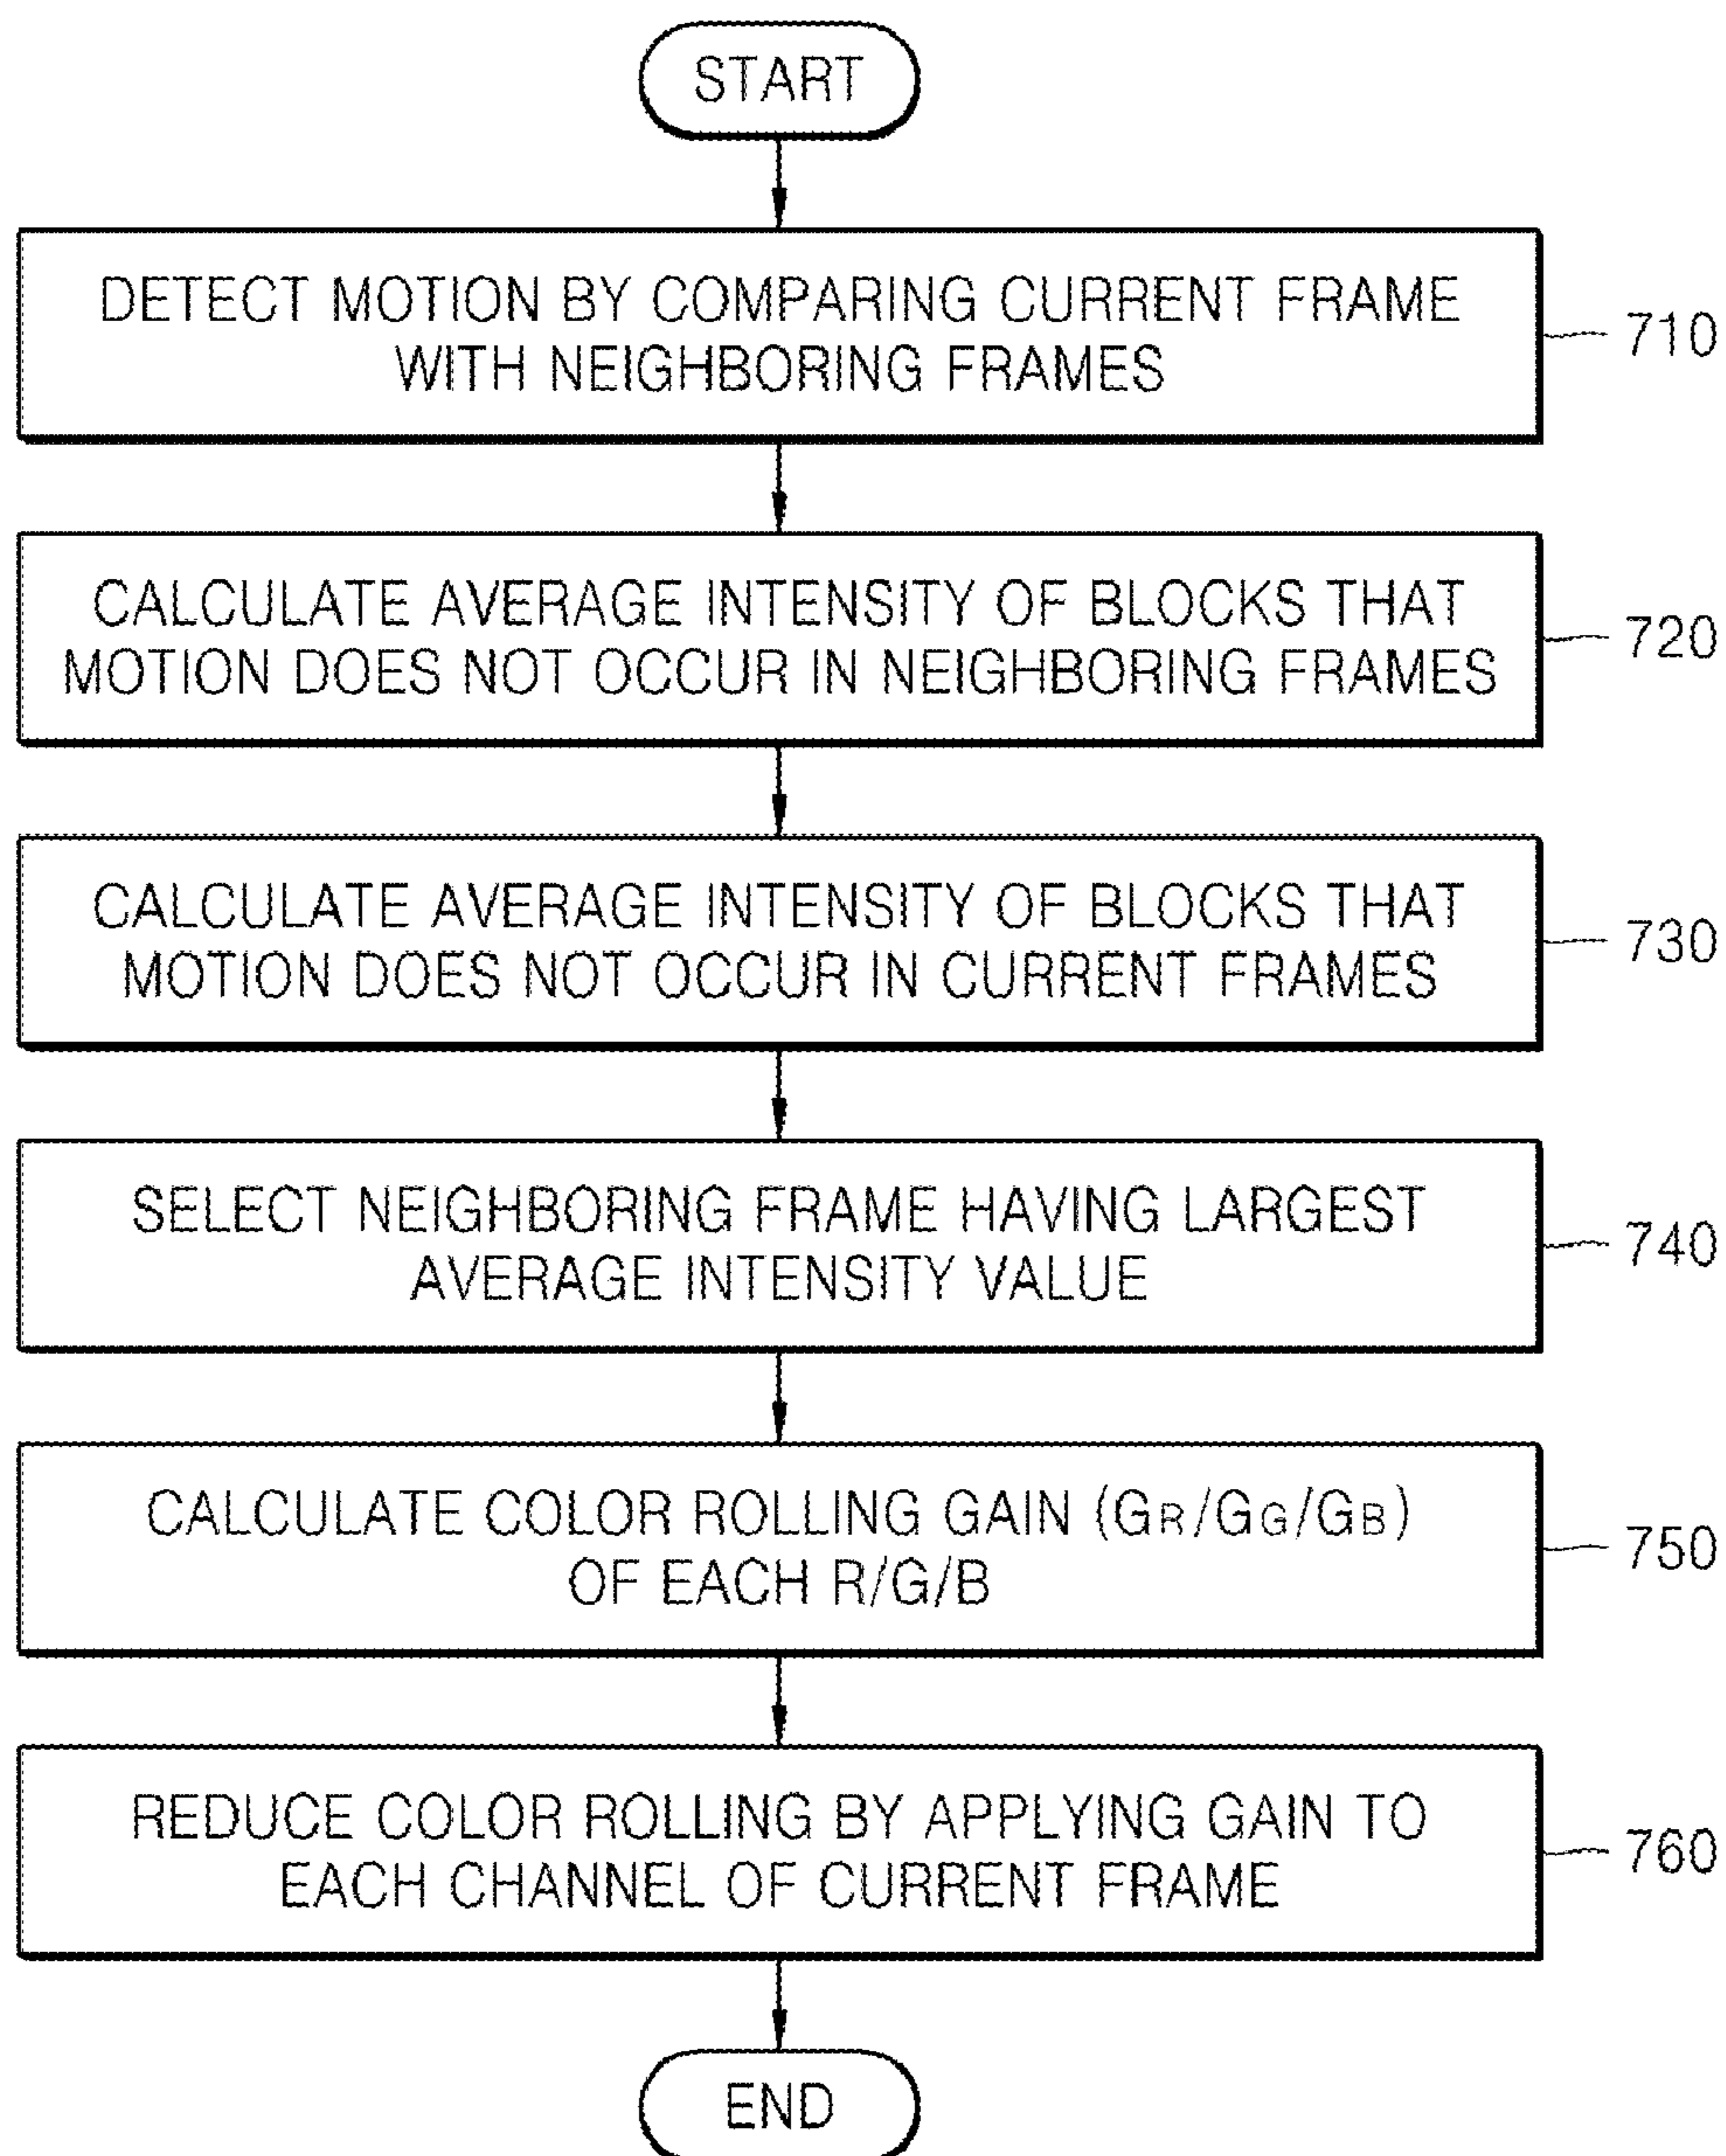 START
DETECT MOTION BY COMPARING CURRENT FRAME
WITH NEIGHBORING FRAMES
710
CALCULATE AVERAGE INTENSITY OF BLOCKS THAT
MOTION DOES NOT OCCUR IN NEIGHBORING FRAMES
720
CALCULATE AVERAGE INTENSITY OF BLOCKS THAT
MOTION DOES NOT OCCUR IN CURRENT FRAMES
730
SELECT NEIGHBORING FRAME HAVING LARGEST
AVERAGE INTENSITY VALUE
740
CALCULATE COLOR ROLLING GAIN (GR/GG/GB)
OF EACH R/G/B
750
REDUCE COLOR ROLLING BY APPLYING GAIN TO
EACH CHANNEL OF CURRENT FRAME
760
END